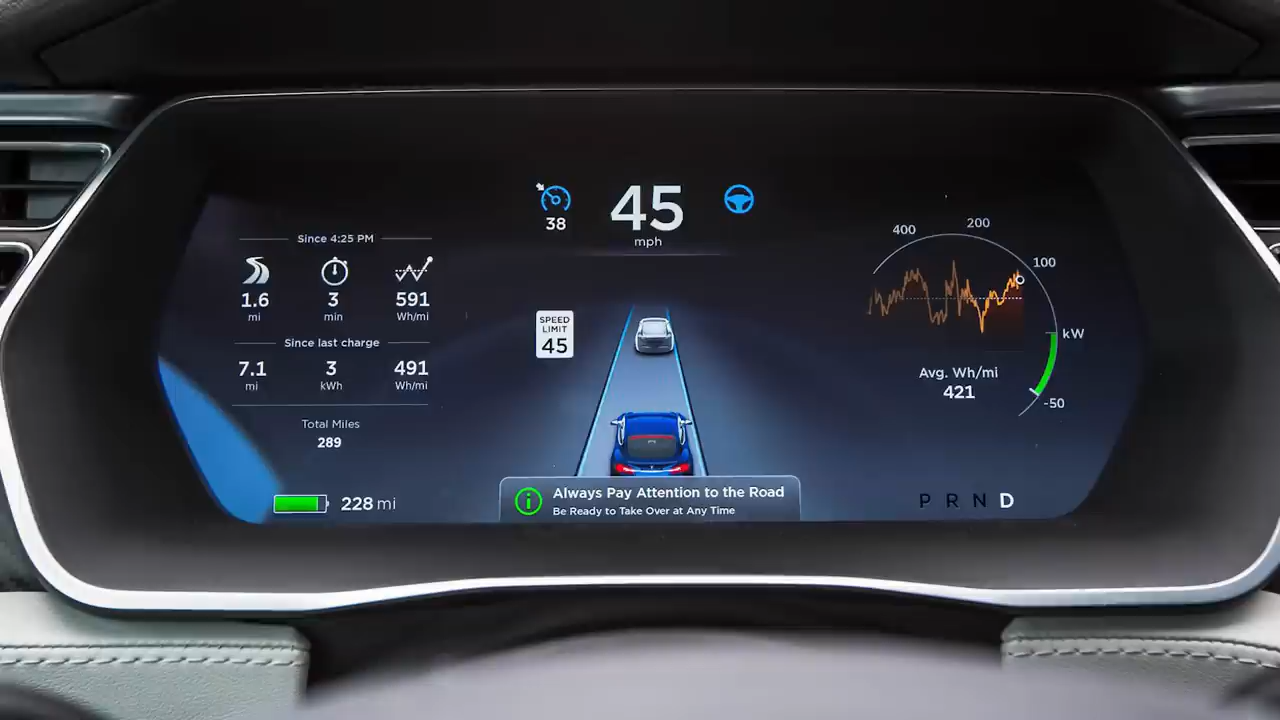 Since 4:25 PM
1.6
mi
3
min
591
Wh/mi
Since last charge
7.1
mi
3
kWh
491
Wh/mi
Total Miles
289
228 mi
38
45
mph
SPEED
LIMIT
45
Always Pay Attention to the Road
Be Ready to Take Over at Any Time
400
200
100
kW
-50
Avg. Wh/mi
421
P R N D